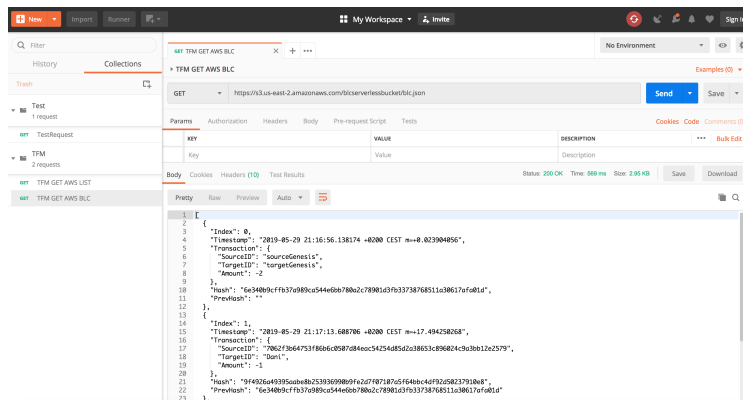 New Import Runner My Workspace Invite Sign In
Filter
History Collections
Trash
Test
1 request
GET TestRequest
TFM
2 requests
GET TFM GET AWS LIST
GET TFM GET AWS BLC
GET TFM GET AWS BLC No Environment
TFM GET AWS BLC Examples (0)
GET https://s3.us-east-2.amazonaws.com/blcserverlessbucket/blc.json Send Save
Params Authorization Headers Body Pre-request Script Tests Cookies Code Comments (0)
KEY VALUE DESCRIPTION Bulk Edit
Key Value Description
Body Cookies Headers (10) Test Results Status: 200 OK Time: 569 ms Size: 2.95 KB Save Download
Pretty Raw Preview Auto
1 [
2 {
3 "Index": 0,
4 "Timestamp": "2019-05-29 21:16:56.138174 +0200 CEST m=+0.023904056",
5 "Transaction": {
6 "SourceID": "sourceGenesis",
7 "TargetID": "targetGenesis",
8 "Amount": -2
9 },
10 "Hash": "6e340b9cffb37a989ca544e6bb780a2c78901d3fb33738768511a30617afa01d",
11 "PrevHash": ""
12 },
13 {
14 "Index": 1,
15 "Timestamp": "2019-05-29 21:17:13.608706 +0200 CEST m=+17.494250268",
16 "Transaction": {
17 "SourceID":
18 "TargetID": "Dani",
19 "Amount": -1
20 },
21 "Hash":
22 "PrevHash": "6e340b9cffb37a989ca544e6bb780a2c78901d3fb33738768511a30617afa01d"
23 },